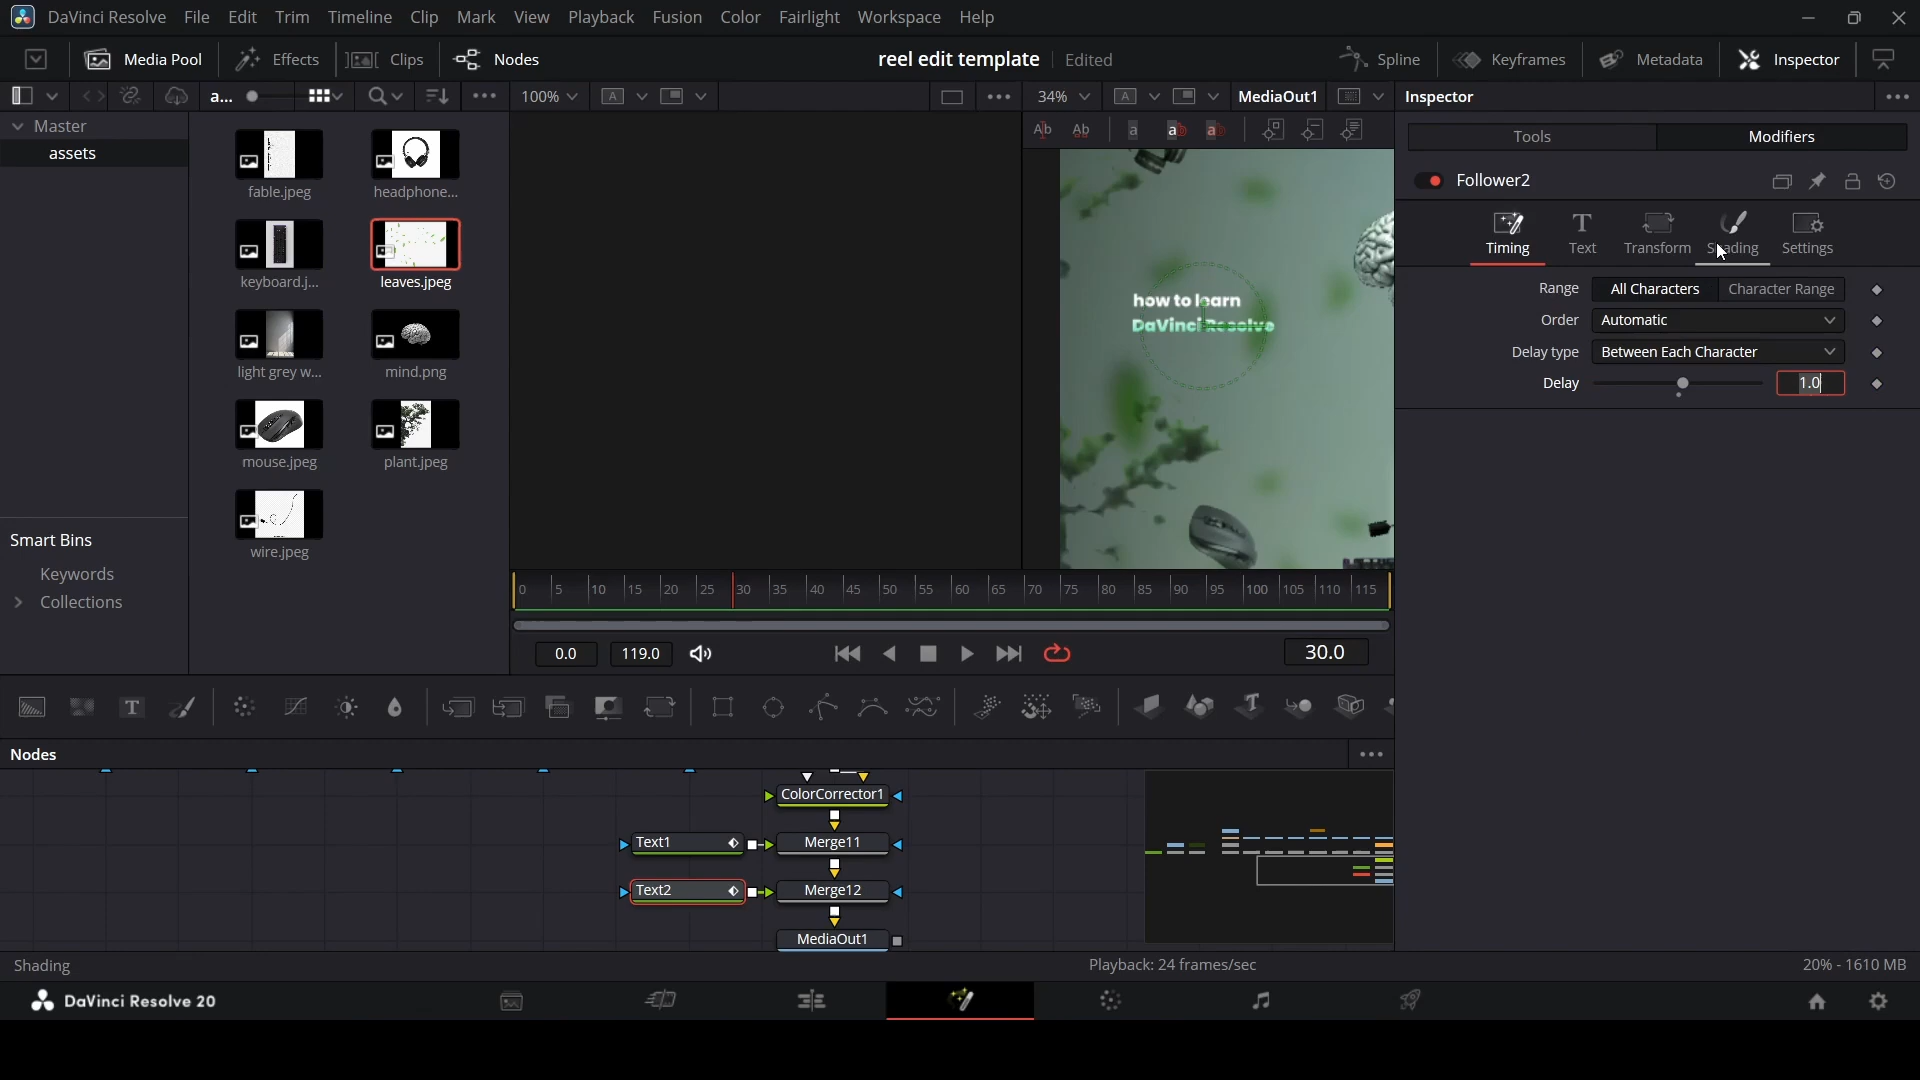 DaVinci Resolve File Edit Trim Timeline Clip Mark View Playback Fusion Color Fairlight Workspace Help
Media Pool Effects Clips Nodes reel edit template Edited Spline Keyframes Metadata Inspector
a... 100% A 34% A MediaOut1 Inspector
Master
assets
fable.jpeg
headphone...
keyboard.j...
leaves.jpeg
light grey w...
mind.png
mouse.jpeg
plant.jpeg
wire.jpeg
Smart Bins
Keywords
Collections
Ab Ab a ab ab
how to learn
DaVinci Resolve
Tools Modifiers
Follower2
Timing Text Transform Shading Settings
Range All Characters Character Range
Order Automatic
Delay type Between Each Character
Delay 1.0
0 5 10 15 20 25 30 35 40 45 50 55 60 65 70 75 80 85 90 95 100 105 110 115
0.0 119.0 30.0
T T
Nodes
ColorCorrector1
Text1 Merge11
Text2 Merge12
MediaOut1
Shading Playback: 24 frames/sec 20% - 1610 MB
DaVinci Resolve 20